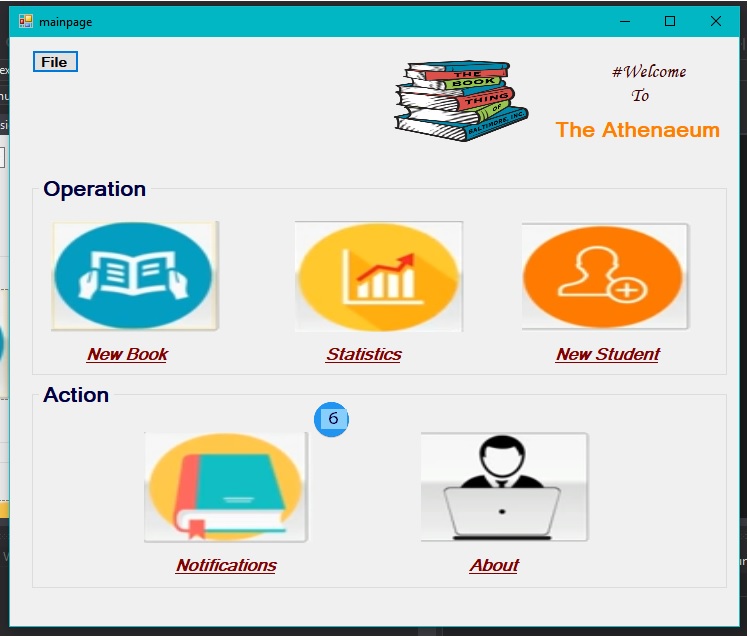 mainpage
File
THE
BOOK
THING
OF
BALTIMORE, INC.
#Welcome
To
The Athenaeum
Operation
New Book
Statistics
New Student
Action
6
Notifications
About